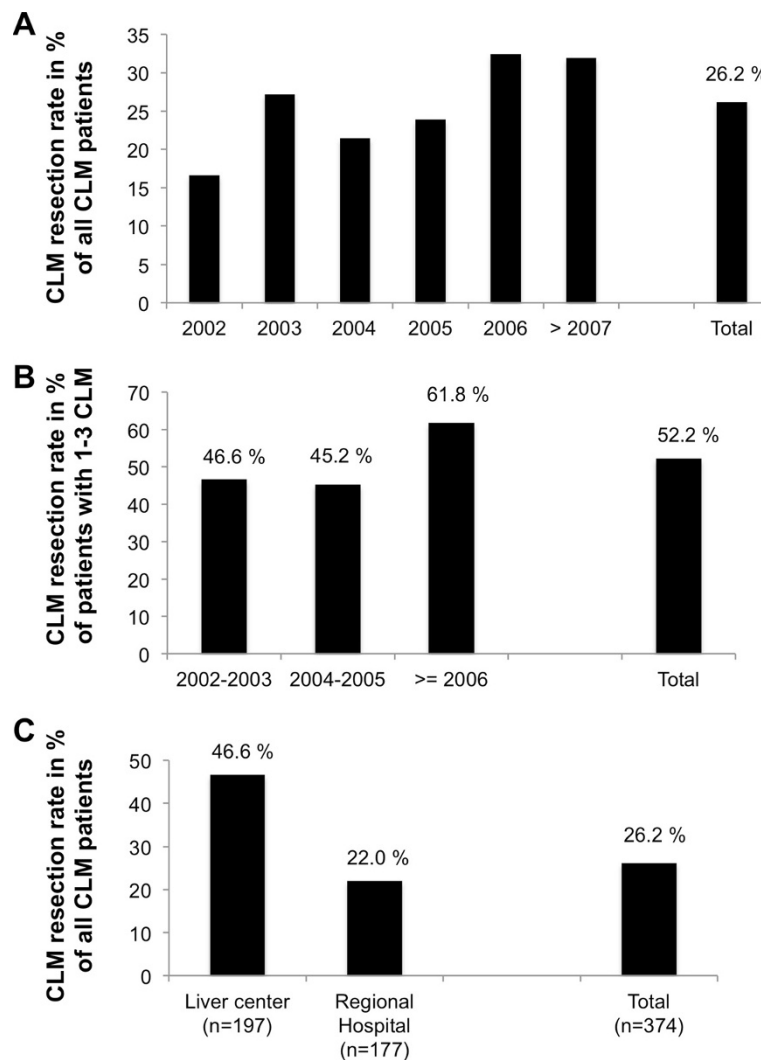 A
CLM resection rate in %
of all CLM patients
35
30
25
20
15
10
5
0
26.2 %
2002 2003 2004 2005 2006 > 2007 Total
B
CLM resection rate in %
of patients with 1-3 CLM
70
60
50
40
30
20
10
0
46.6 % 45.2 % 61.8 % 52.2 %
2002-2003 2004-2005 >= 2006 Total
C
CLM resection rate in %
of all CLM patients
50
40
30
20
10
0
46.6 % 22.0 % 26.2 %
Liver center Regional Total
(n=197) Hospital (n=374)
(n=177)